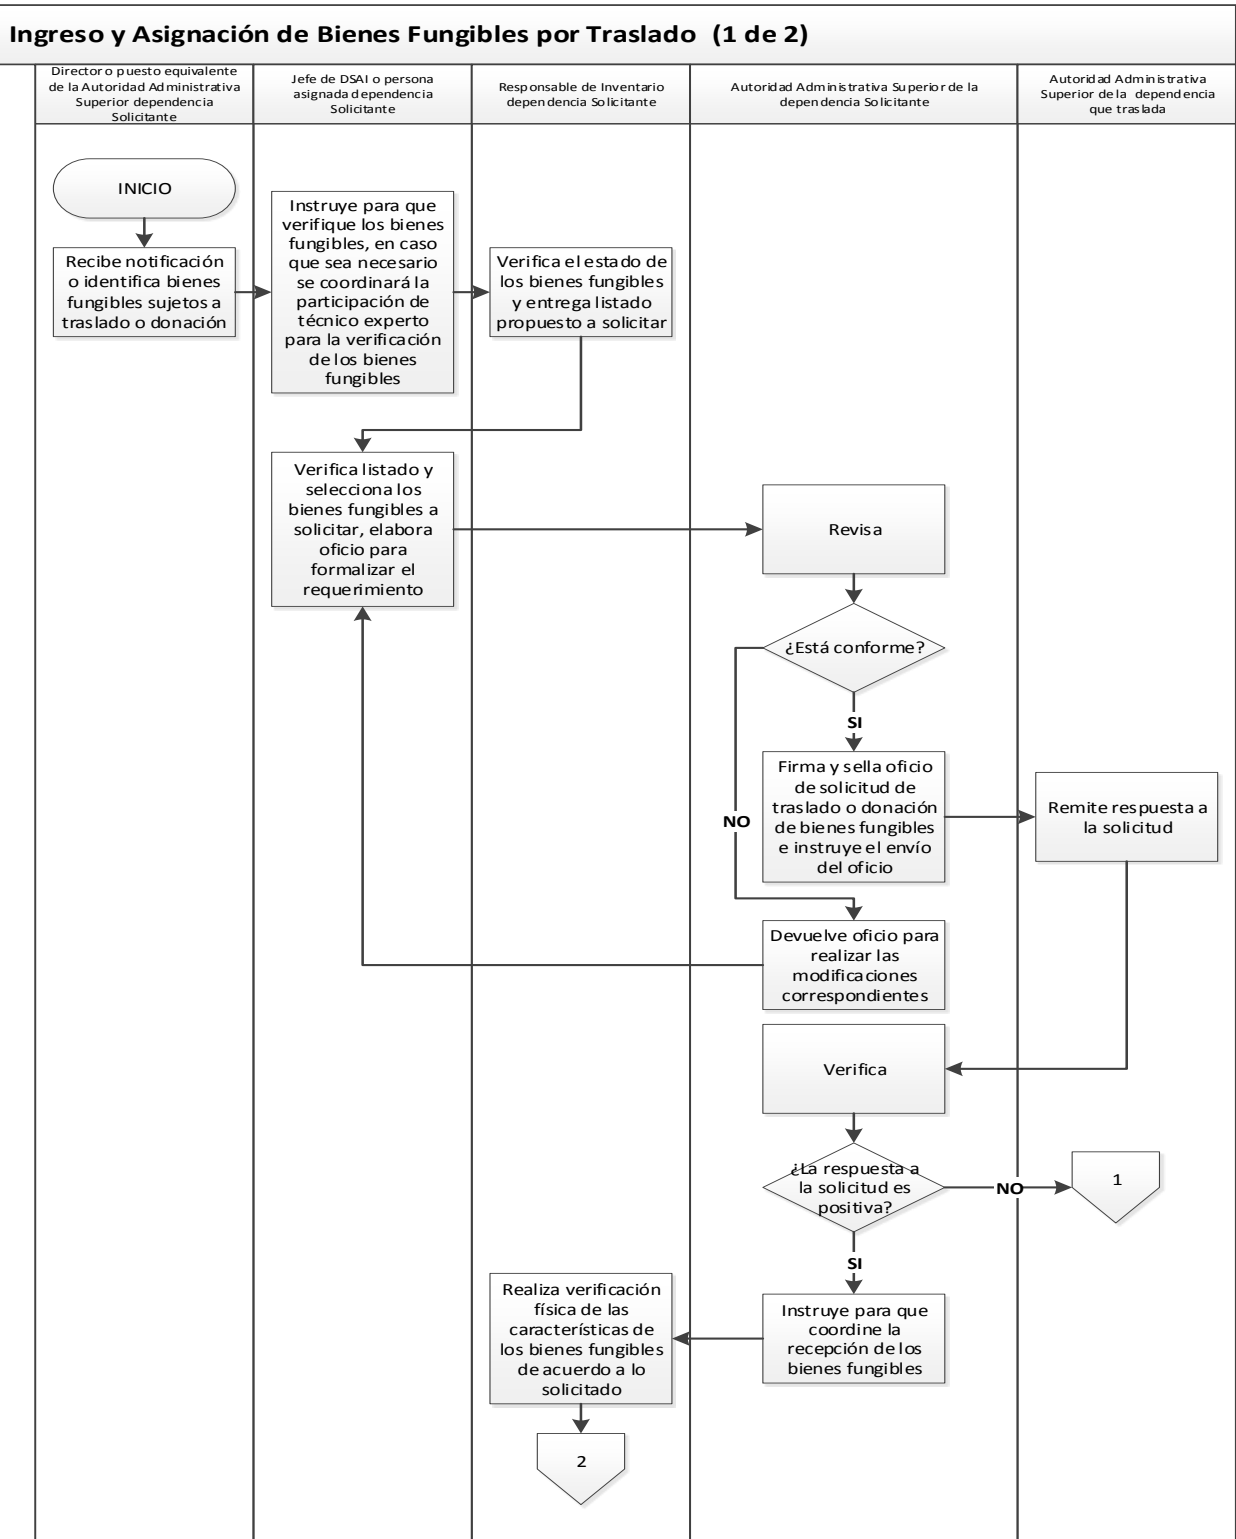 Ingreso y Asignación de Bienes Fungibles por Traslado (1 de 2)
Director o puesto equivalente
de la Autoridad Administrativa
Superior dependencia
Solicitante
Jefe de DSAI o persona
asignada dependencia
Solicitante
Responsable de Inventario
dependencia Solicitante
Autoridad Administrativa Superior de la
dependencia Solicitante
Autoridad Administrativa
Superior de la dependencia
que traslada
INICIO
Recibe notificación
o identifica bienes
fungibles sujetos a
traslado o donación
Instruye para que
verifique los bienes
fungibles, en caso
que sea necesario
se coordinará la
participación de
técnico experto
para la verificación
de los bienes
fungibles
Verifica el estado de
los bienes fungibles
y entrega listado
propuesto a solicitar
Verifica listado y
selecciona los
bienes fungibles a
solicitar, elabora
oficio para
formalizar el
requerimiento
Revisa
¿Está conforme?
SI
NO
Firma y sella oficio
de solicitud de
traslado o donación
de bienes fungibles
e instruye el envío
del oficio
Remite respuesta a
la solicitud
Devuelve oficio para
realizar las
modificaciones
correspondientes
Verifica
¿La respuesta a
la solicitud es
positiva?
NO
1
SI
Instruye para que
coordine la
recepción de los
bienes fungibles
Realiza verificación
física de las
características de
los bienes fungibles
de acuerdo a lo
solicitado
2